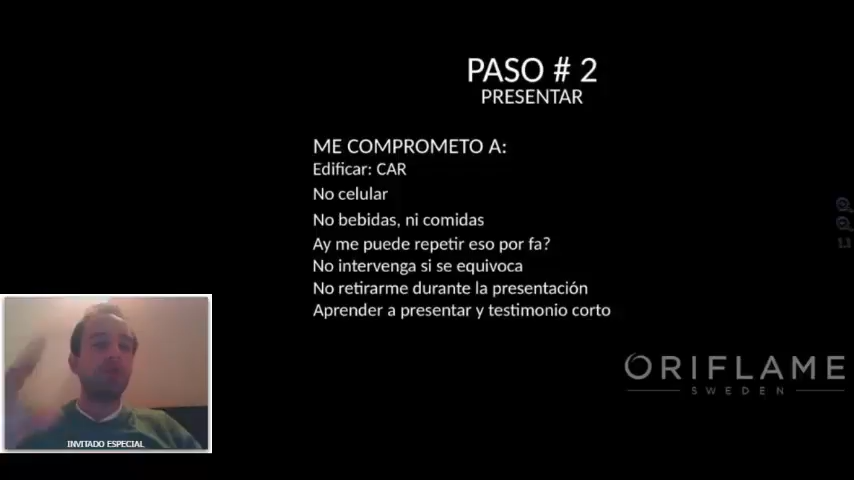 PASO # 2
PRESENTAR
ME COMPROMETO A:
Edificar: CAR
No celular
No bebidas, ni comidas
Ay me puede repetir eso por fa?
No intervenga si se equivoca
No retirarme durante la presentación
Aprender a presentar y testimonio corto
ORIFLAME
SWEDEN
INVITADO ESPECIAL
1.1